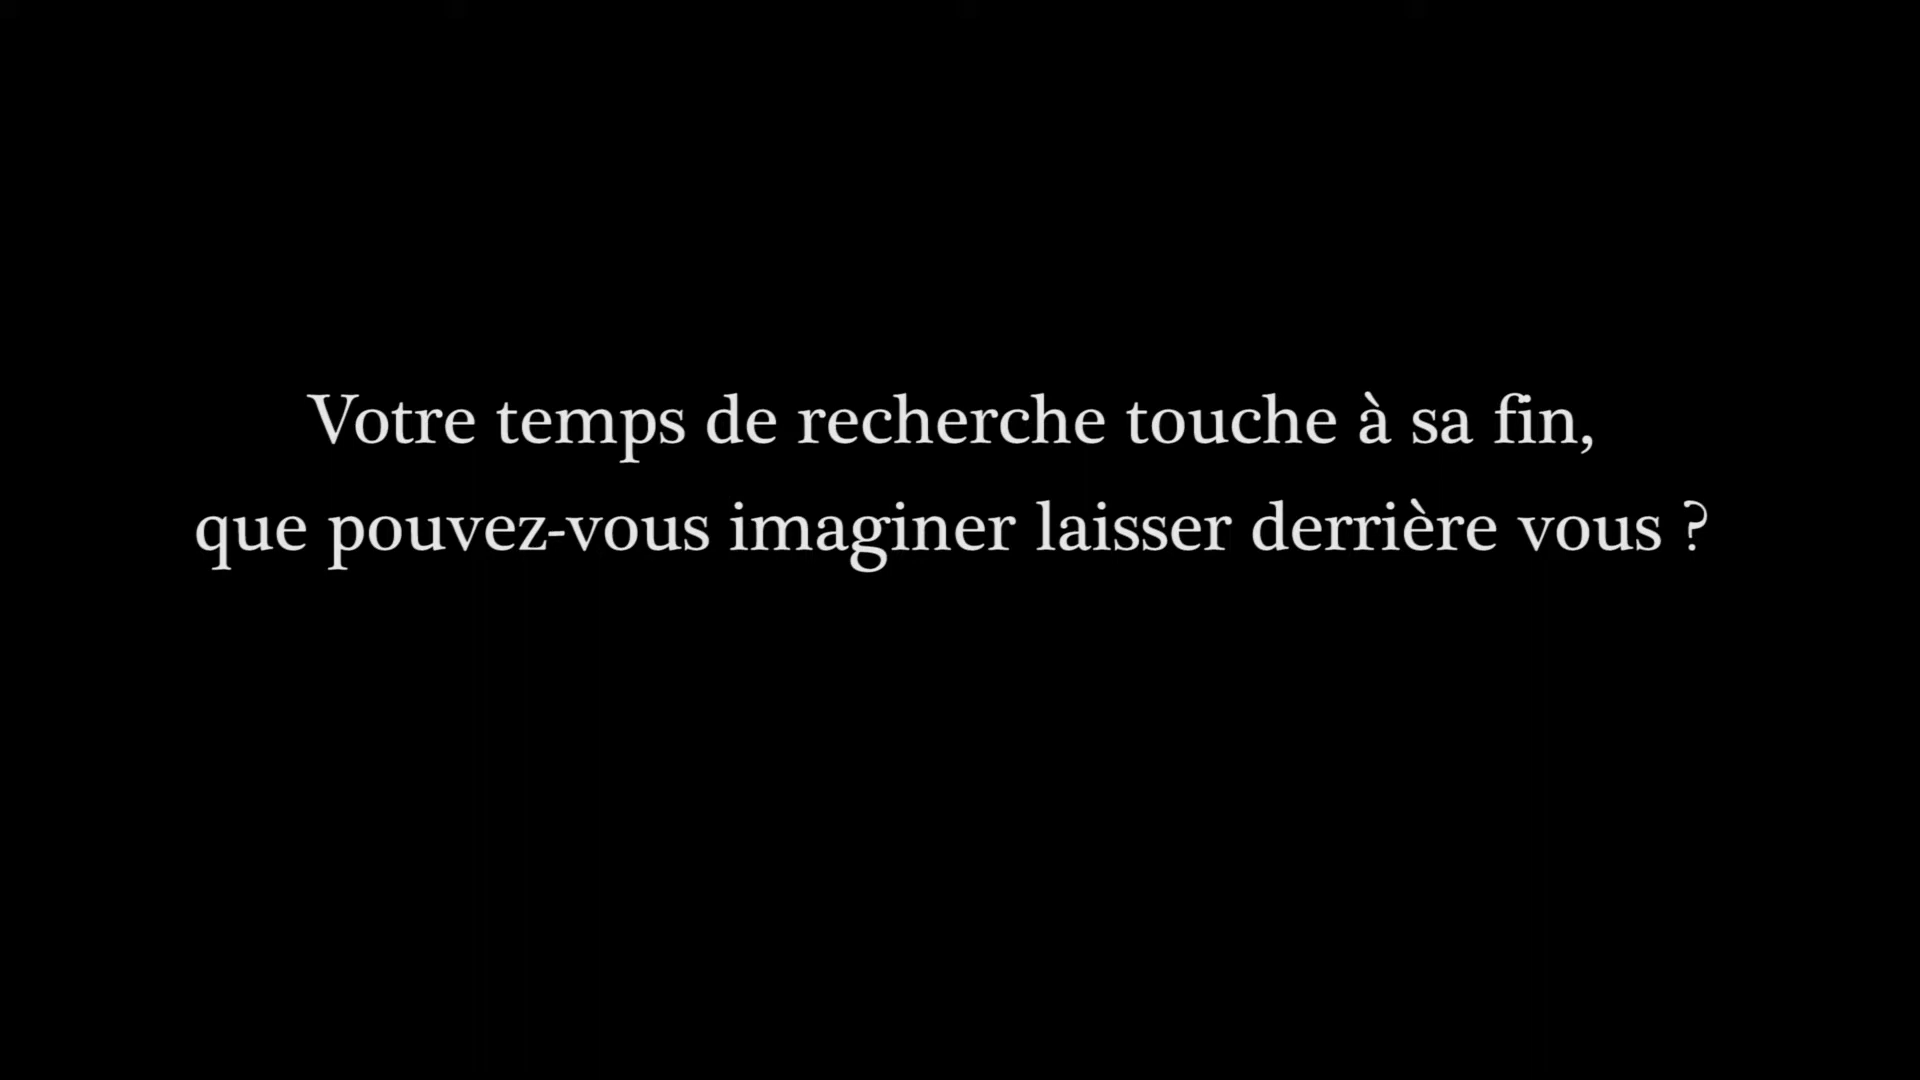 Votre temps de recherche touche à sa fin,
que pouvez-vous imaginer laisser derrière vous ?